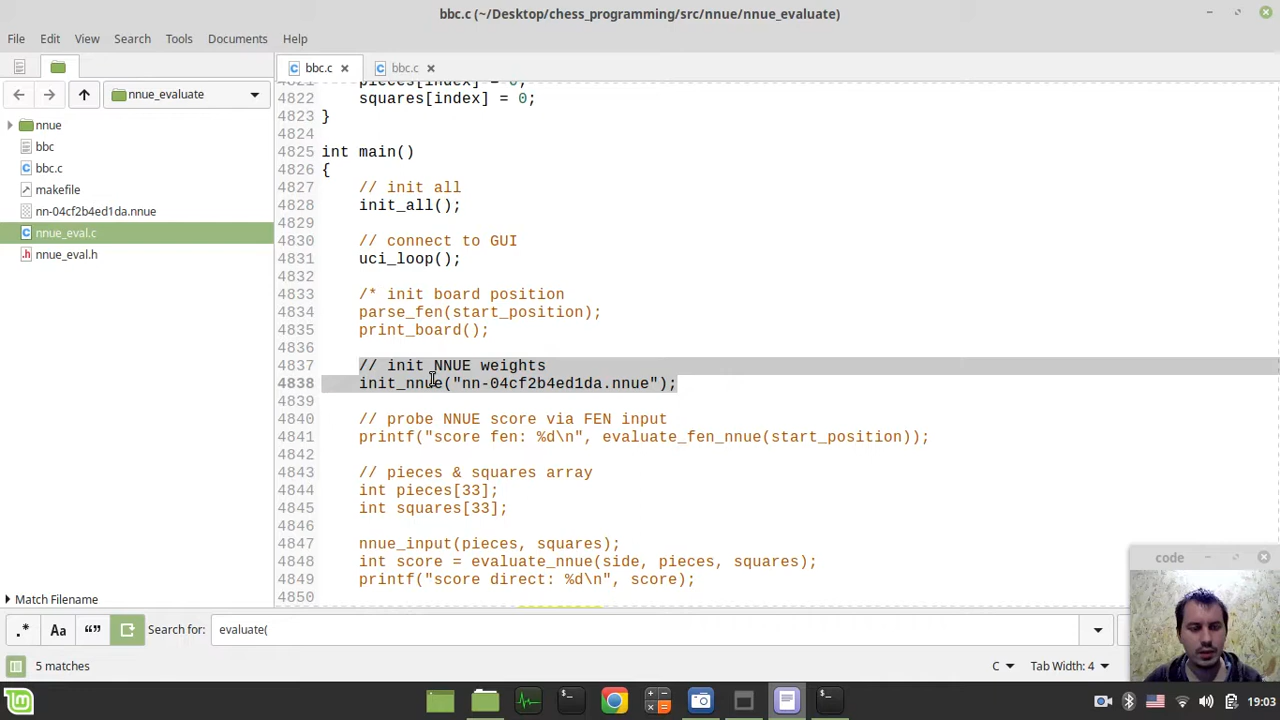 bbc.c (~/Desktop/chess_programming/src/nnue/nnue_evaluate)
File Edit View Search Tools Documents Help
bbc.c
bbc.c
nnue_evaluate
nnue
bbc
bbc.c
makefile
nn-04cf2b4ed1da.nnue
nnue_eval.c
nnue_eval.h
Match Filename
4821 pieces[index] = 0;
4822 squares[index] = 0;
4823 }
4824
4825 int main()
4826 {
4827 // init all
4828 init_all();
4829
4830 // connect to GUI
4831 uci_loop();
4832
4833 /* init board position
4834 parse_fen(start_position);
4835 print_board();
4836
4837 // init NNUE weights
4838 init_nnue("nn-04cf2b4ed1da.nnue");
4839
4840 // probe NNUE score via FEN input
4841 printf("score fen: %d\n", evaluate_fen_nnue(start_position));
4842
4843 // pieces & squares array
4844 int pieces[33];
4845 int squares[33];
4846
4847 nnue_input(pieces, squares);
4848 int score = evaluate_nnue(side, pieces, squares);
4849 printf("score direct: %d\n", score);
4850
code
.* Aa “” Search for: evaluate(
5 matches
C Tab Width: 4
19:03